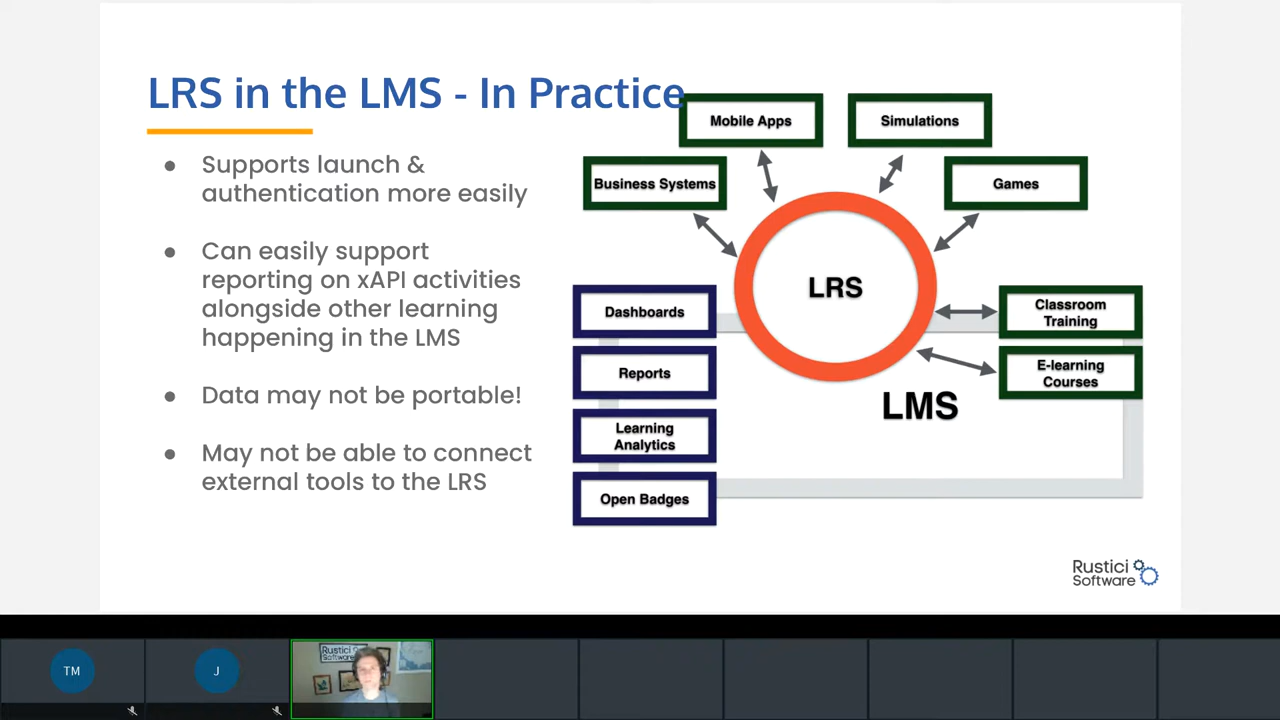 LRS in the LMS - In Practice
● Supports launch &
authentication more easily
● Can easily support
reporting on xAPI activities
alongside other learning
happening in the LMS
● Data may not be portable!
● May not be able to connect
external tools to the LRS
Mobile Apps
Simulations
Business Systems
Games
LRS
Dashboards
Classroom
Training
Reports
E-learning
Courses
LMS
Learning
Analytics
Open Badges
Rustici
Software
TM
J
Rustici
Software